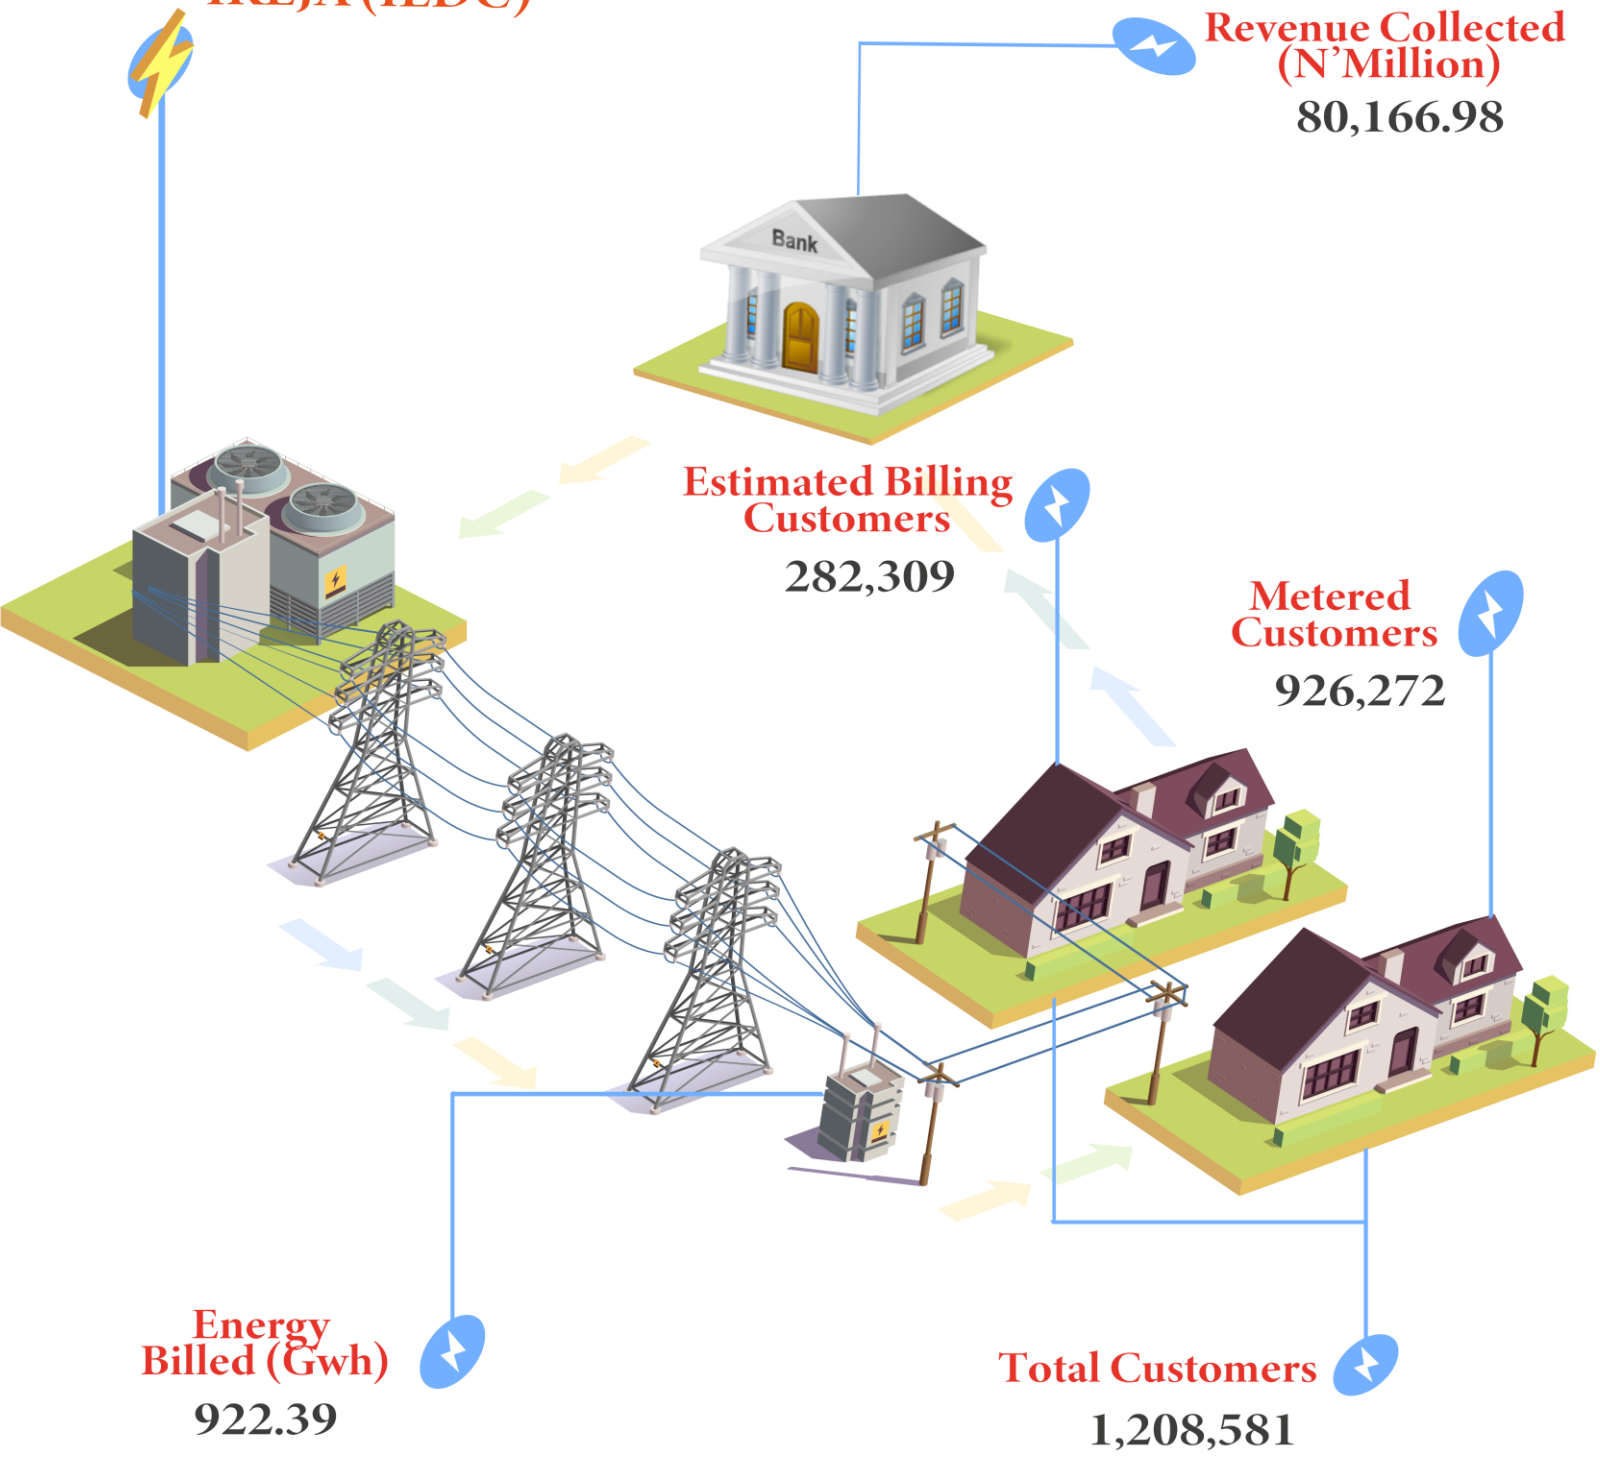 (IEDC)
Revenue Collected
(N’Million)
80,166.98
Bank
Estimated Billing
Customers
282,309
Metered
Customers
926,272
Energy
Billed (Gwh)
922.39
Total Customers
1,208,581